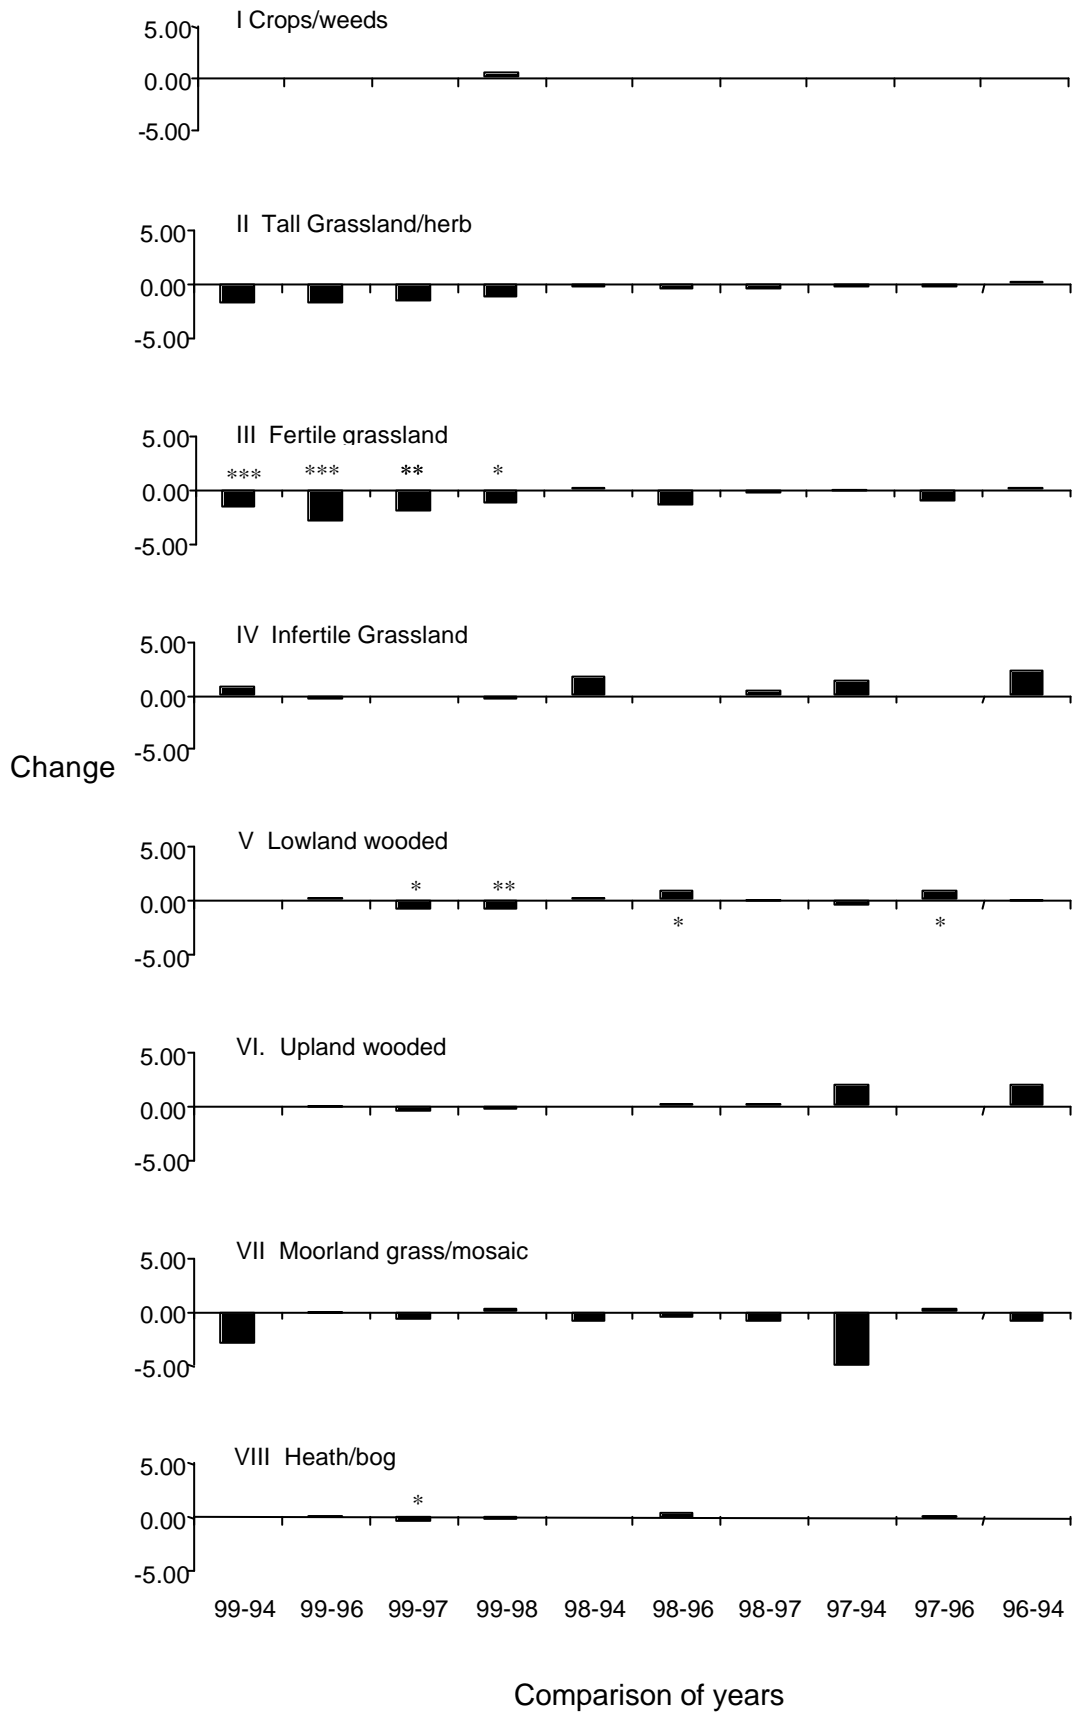 I Crops/weeds
5.00
0.00
-5.00
II Tall Grassland/herb
5.00
0.00
-5.00
III Fertile grassland
5.00
*** *** ** *
0.00
-5.00
IV Infertile Grassland
5.00
0.00
-5.00
Change
V Lowland wooded
5.00
* **
0.00
* *
-5.00
VI. Upland wooded
5.00
0.00
-5.00
VII Moorland grass/mosaic
5.00
0.00
-5.00
VIII Heath/bog
5.00
*
0.00
-5.00
99-94 99-96 99-97 99-98 98-94 98-96 98-97 97-94 97-96 96-94
Comparison of years